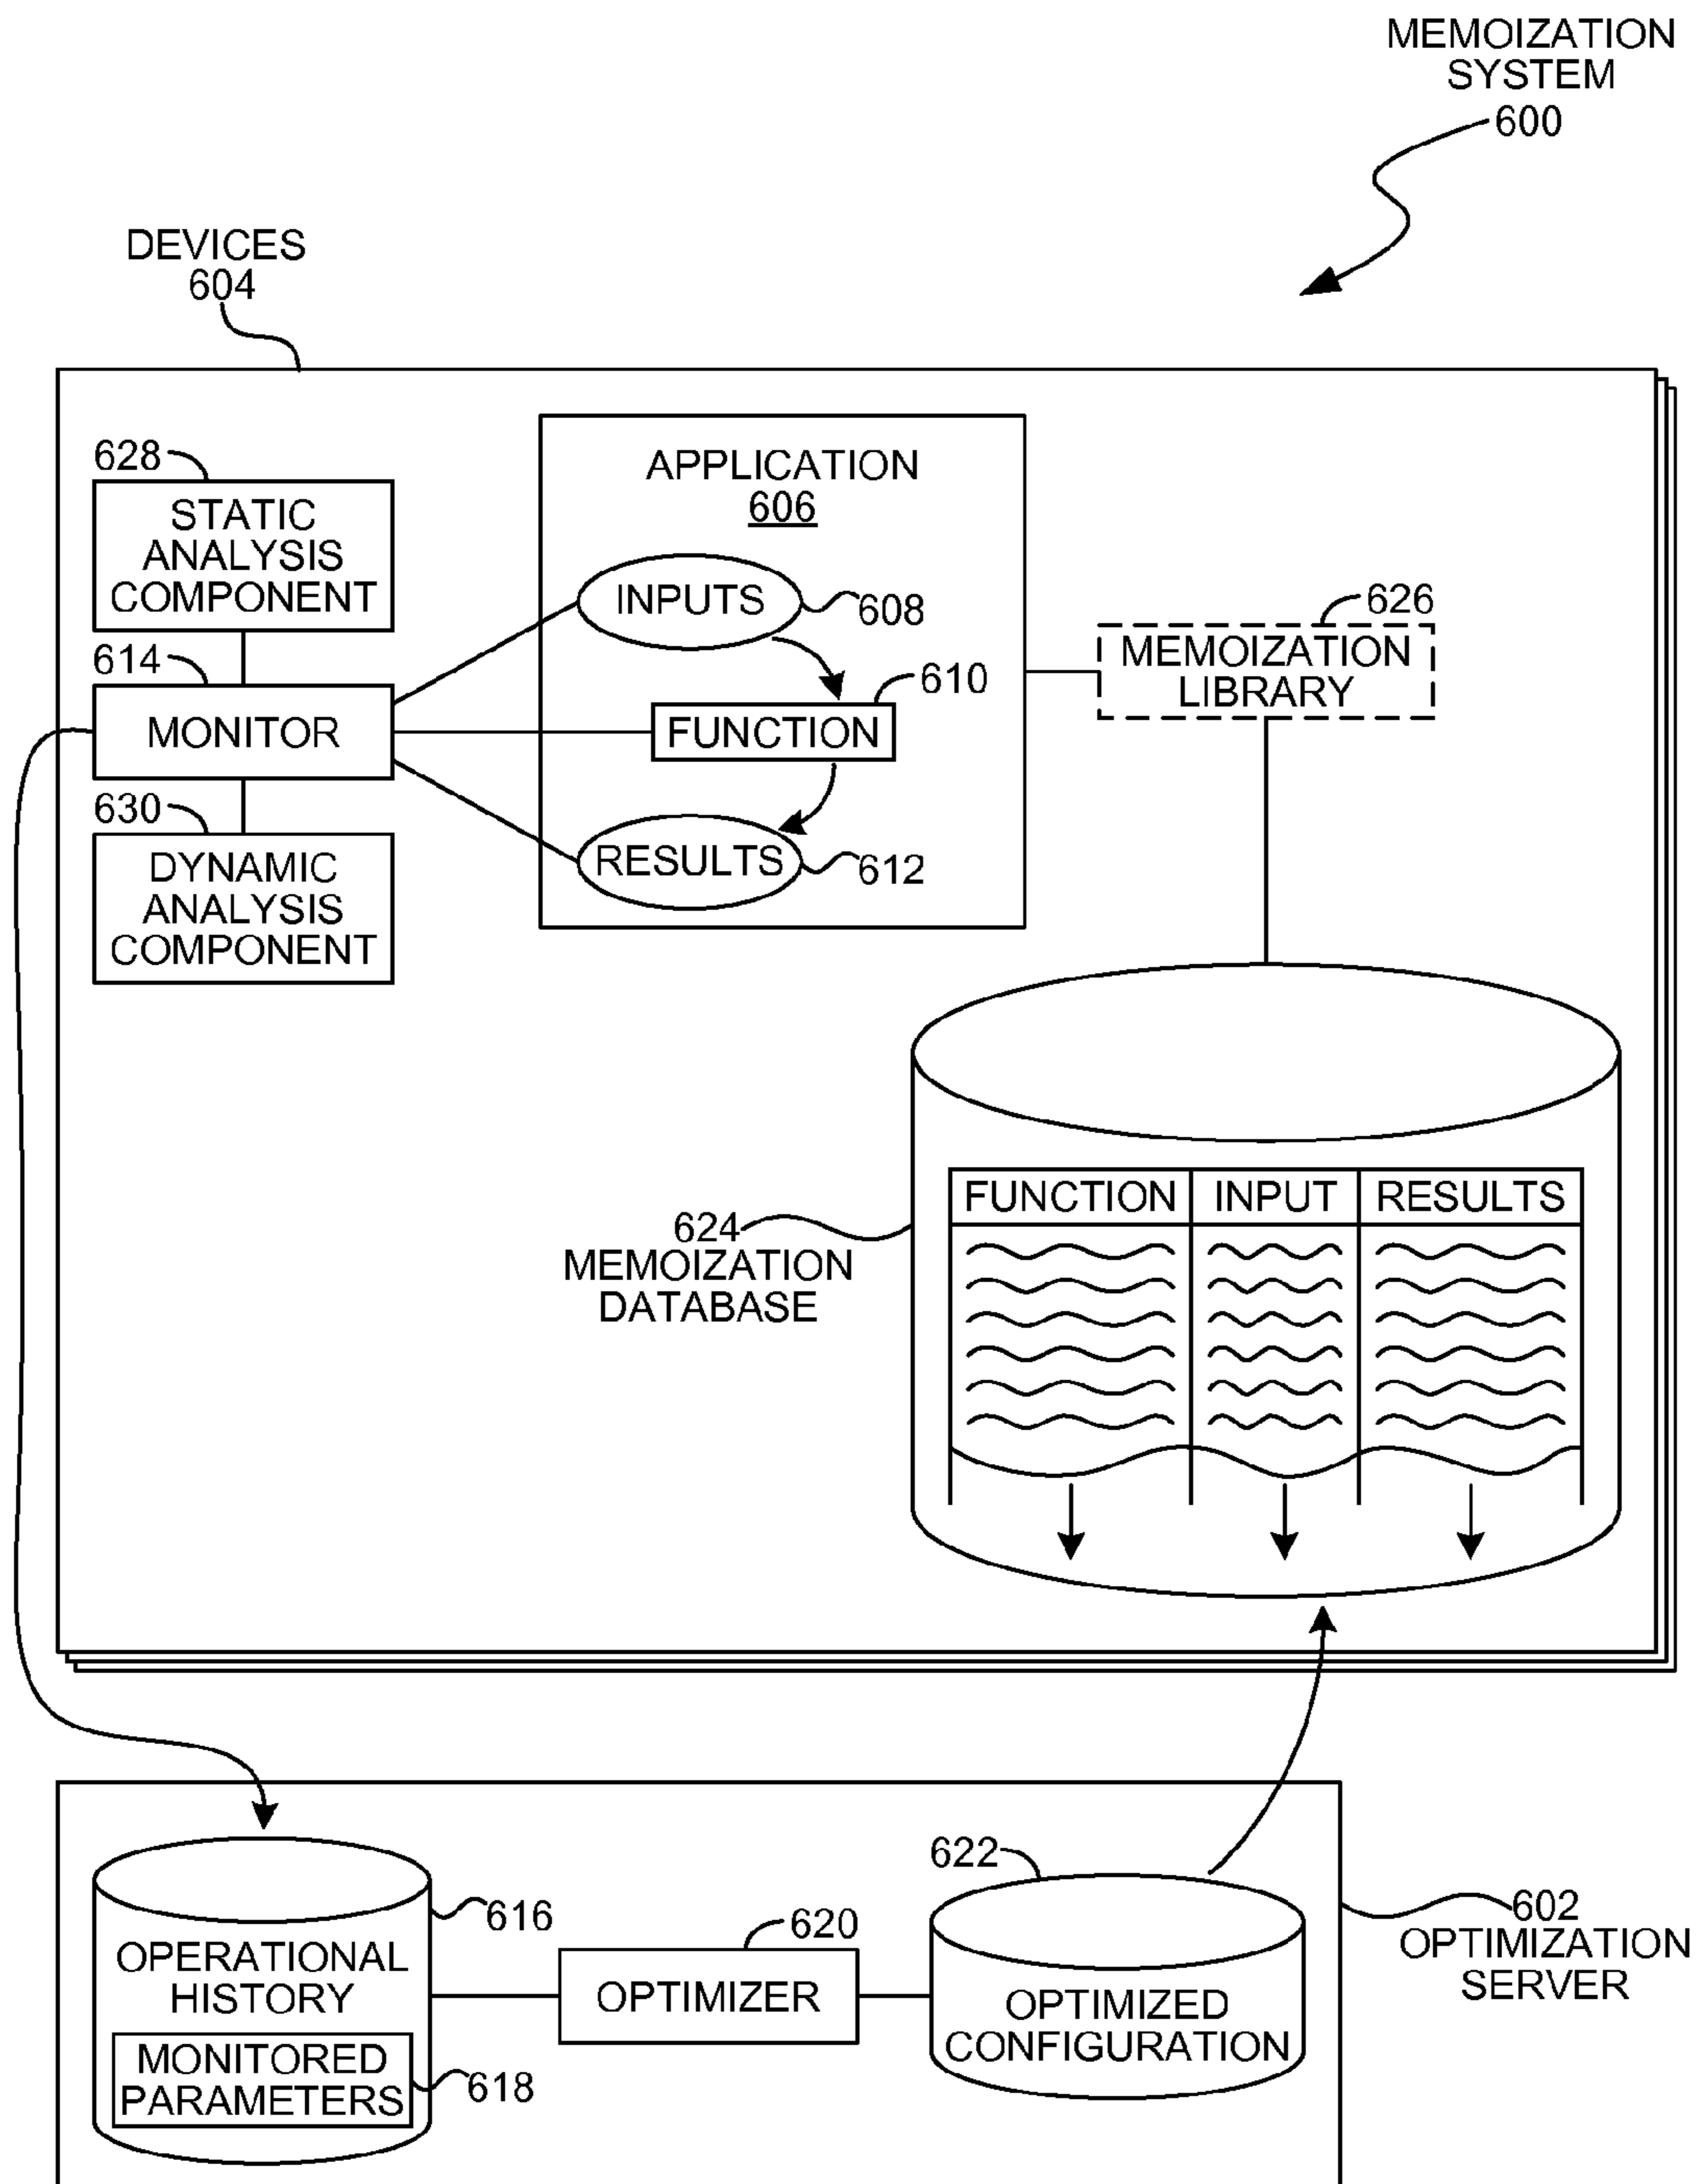 MEMOIZATION
SYSTEM
600
DEVICES
604
628
STATIC
ANALYSIS
COMPONENT
614
MONITOR
630
DYNAMIC
ANALYSIS
COMPONENT
APPLICATION
606
INPUTS
608
610
FUNCTION
RESULTS
612
626
MEMOIZATION
LIBRARY
624
MEMOIZATION
DATABASE
FUNCTION INPUT RESULTS
616
OPERATIONAL
HISTORY
MONITORED
PARAMETERS
618
620
OPTIMIZER
622
OPTIMIZED
CONFIGURATION
602
OPTIMIZATION
SERVER